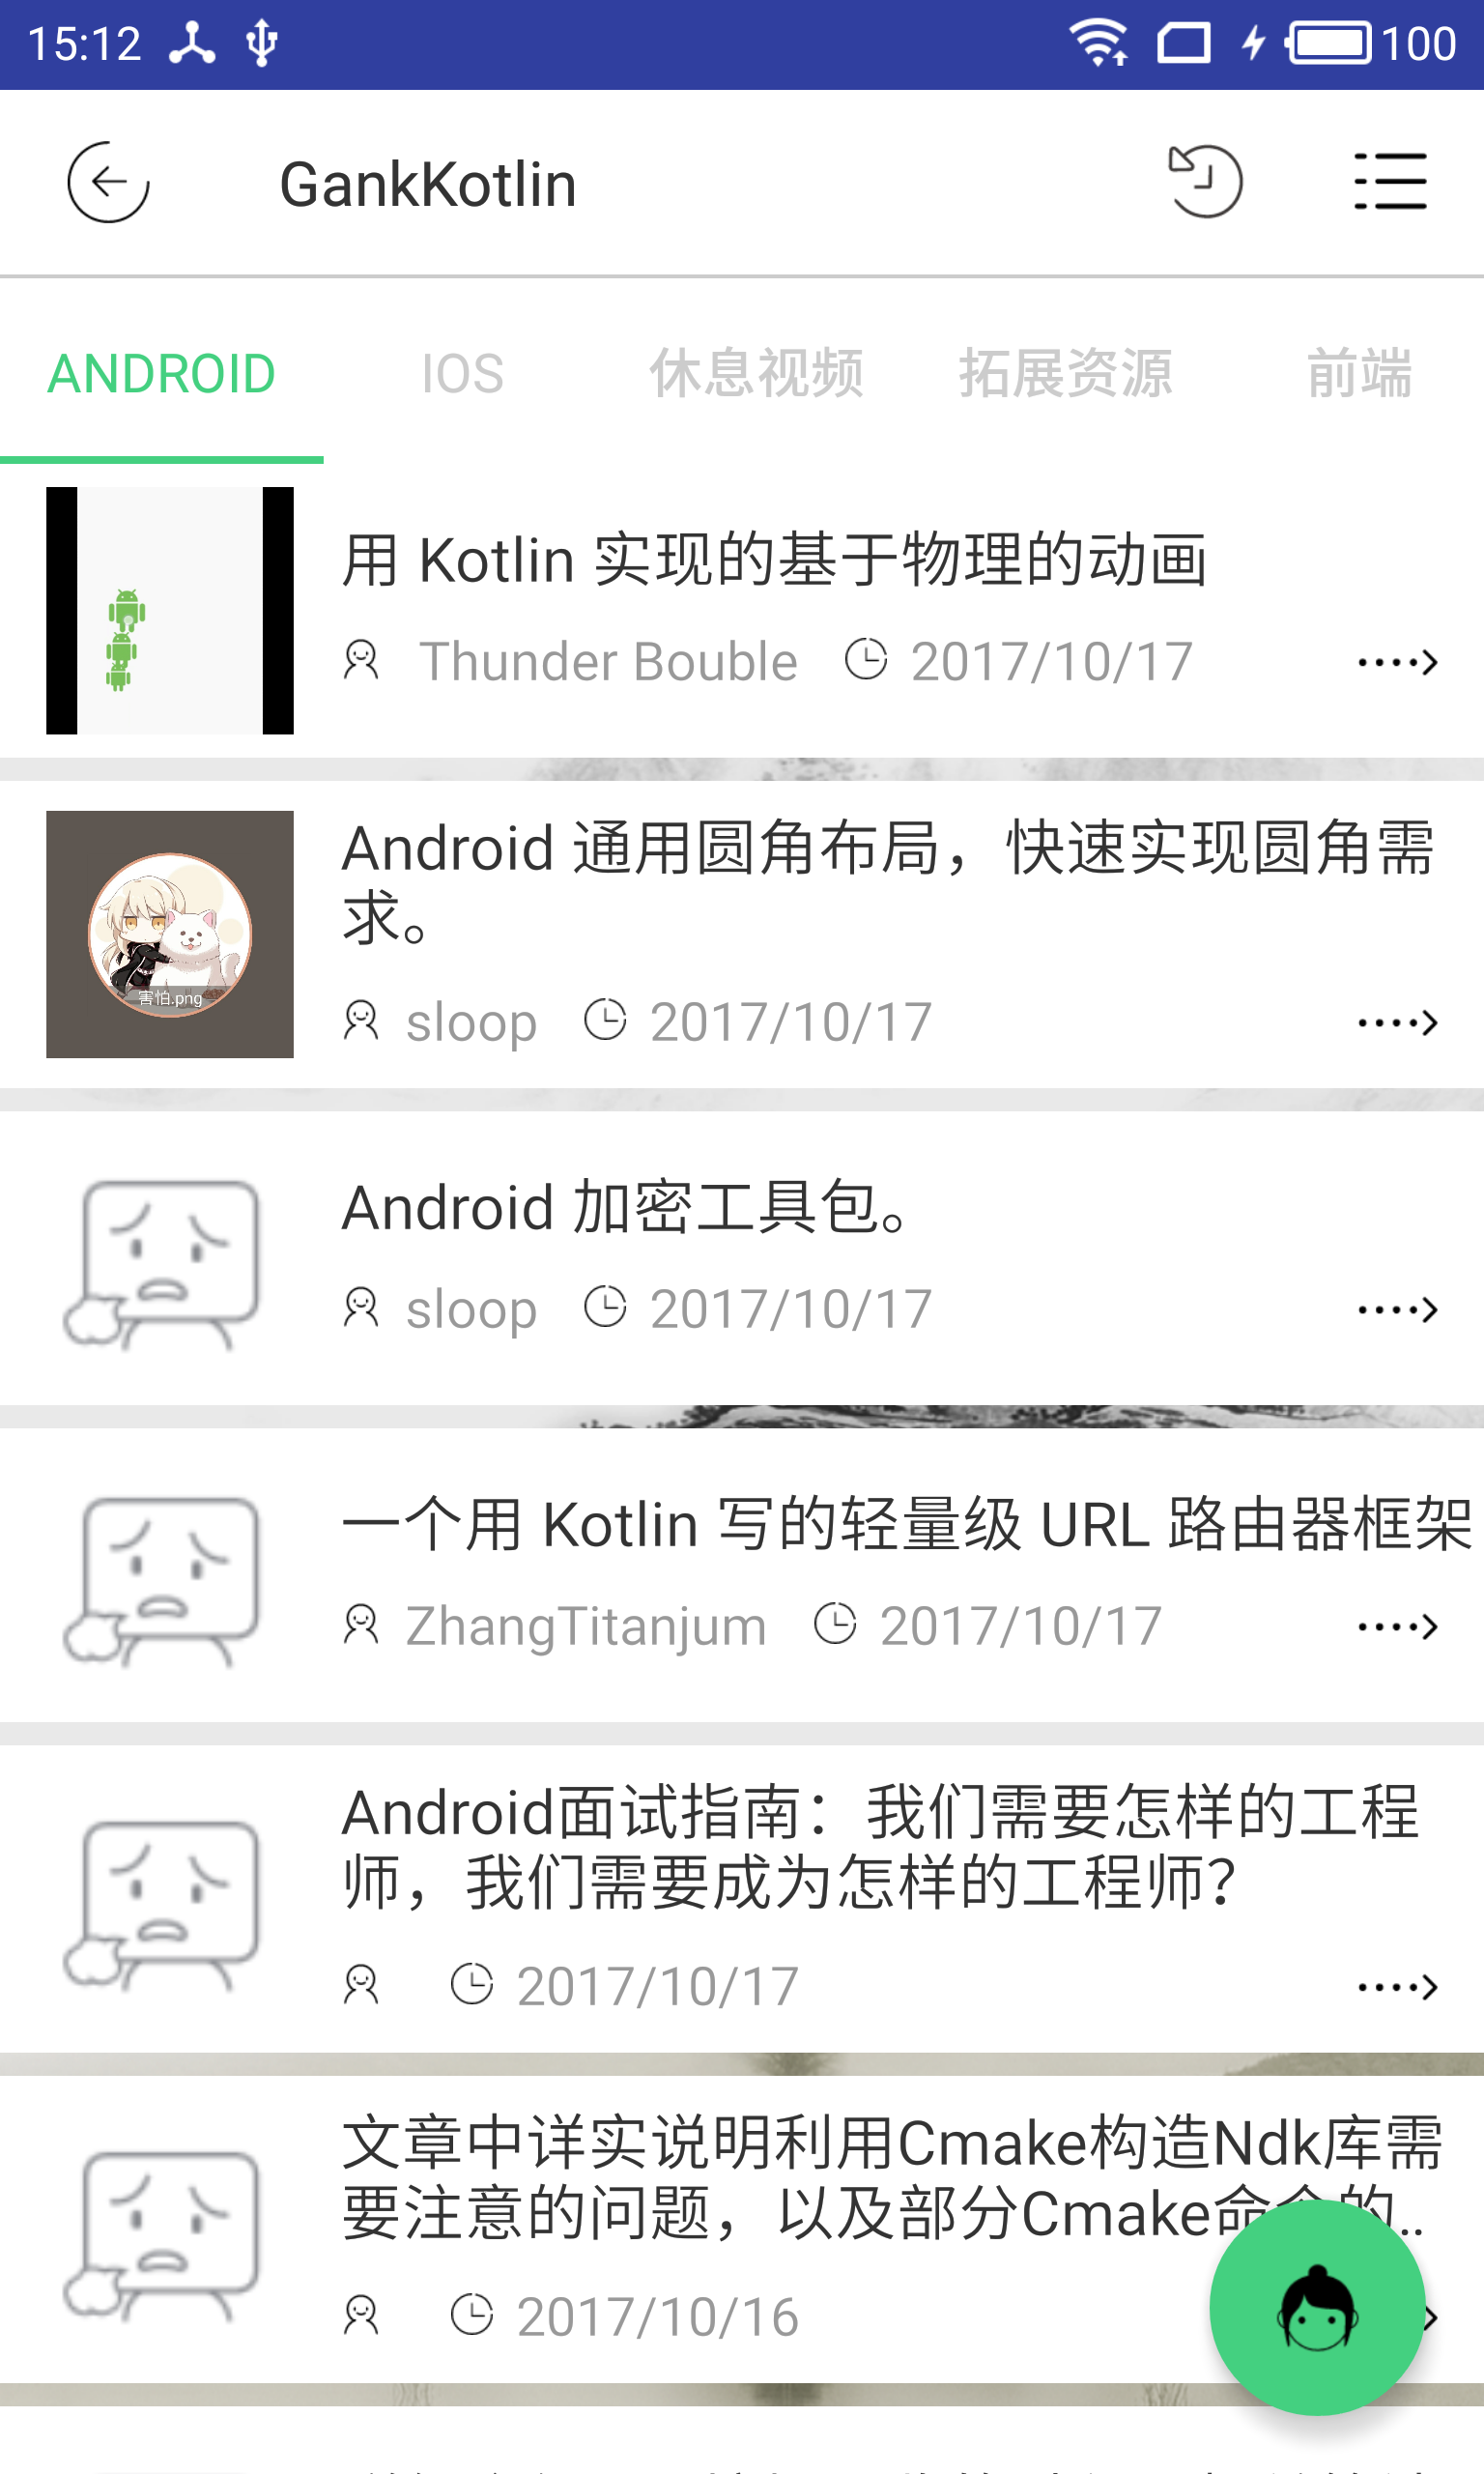 15:12
100
GankKotlin
ANDROID IOS 休息视频 拓展资源 前端
用 Kotlin 实现的基于物理的动画
Thunder Bouble 2017/10/17
Android 通用圆角布局，快速实现圆角需
求。
害怕.png
sloop 2017/10/17
Android 加密工具包。
sloop 2017/10/17
一个用 Kotlin 写的轻量级 URL 路由器框架
ZhangTitanjum 2017/10/17
Android面试指南：我们需要怎样的工程
师，我们需要成为怎样的工程师？
2017/10/17
文章中详实说明利用Cmake构造Ndk库需
要注意的问题，以及部分Cmake命令的..
2017/10/16